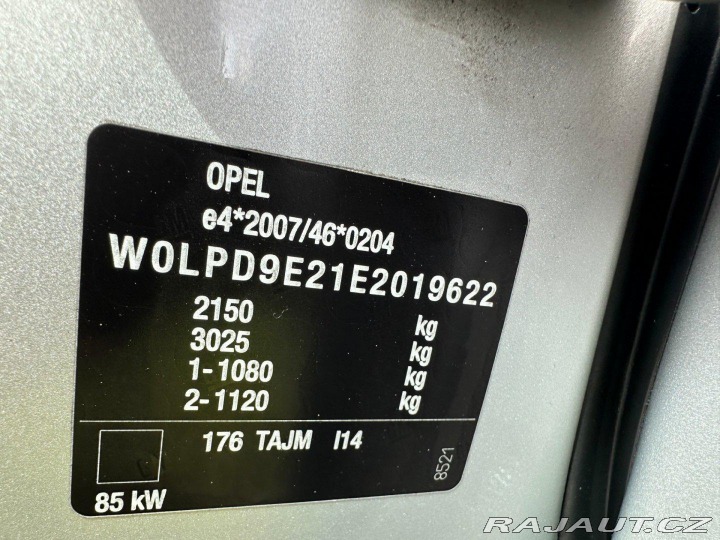 OPEL
e4*2007/46*0204
W0LPD9E21E2019622
2150 kg
3025 kg
1-1080 kg
2-1120 kg
176 TAJM I14
85 kW
8521
RAJAUT.CZ